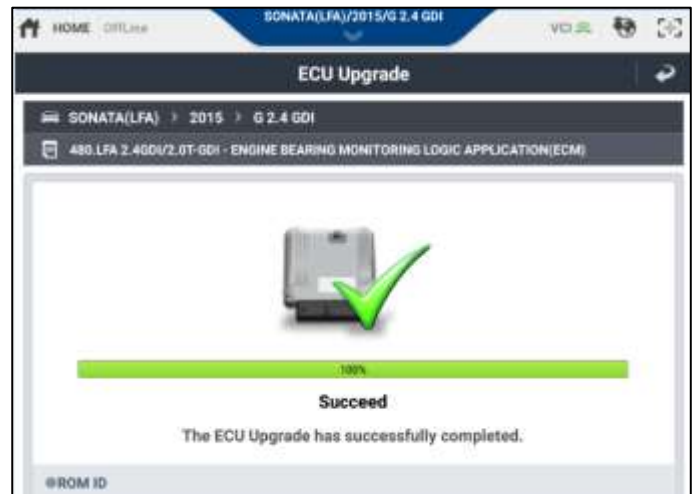 HOME OffLine
SONATA(LFA)/2015/G 2.4 GDI
VCI
ECU Upgrade
SONATA(LFA) > 2015 > G 2.4 GDI
480.LFA 2.4GDI/2.0T-GDI - ENGINE BEARING MONITORING LOGIC APPLICATION(ECM)
100%
Succeed
The ECU Upgrade has successfully completed.
ROM ID